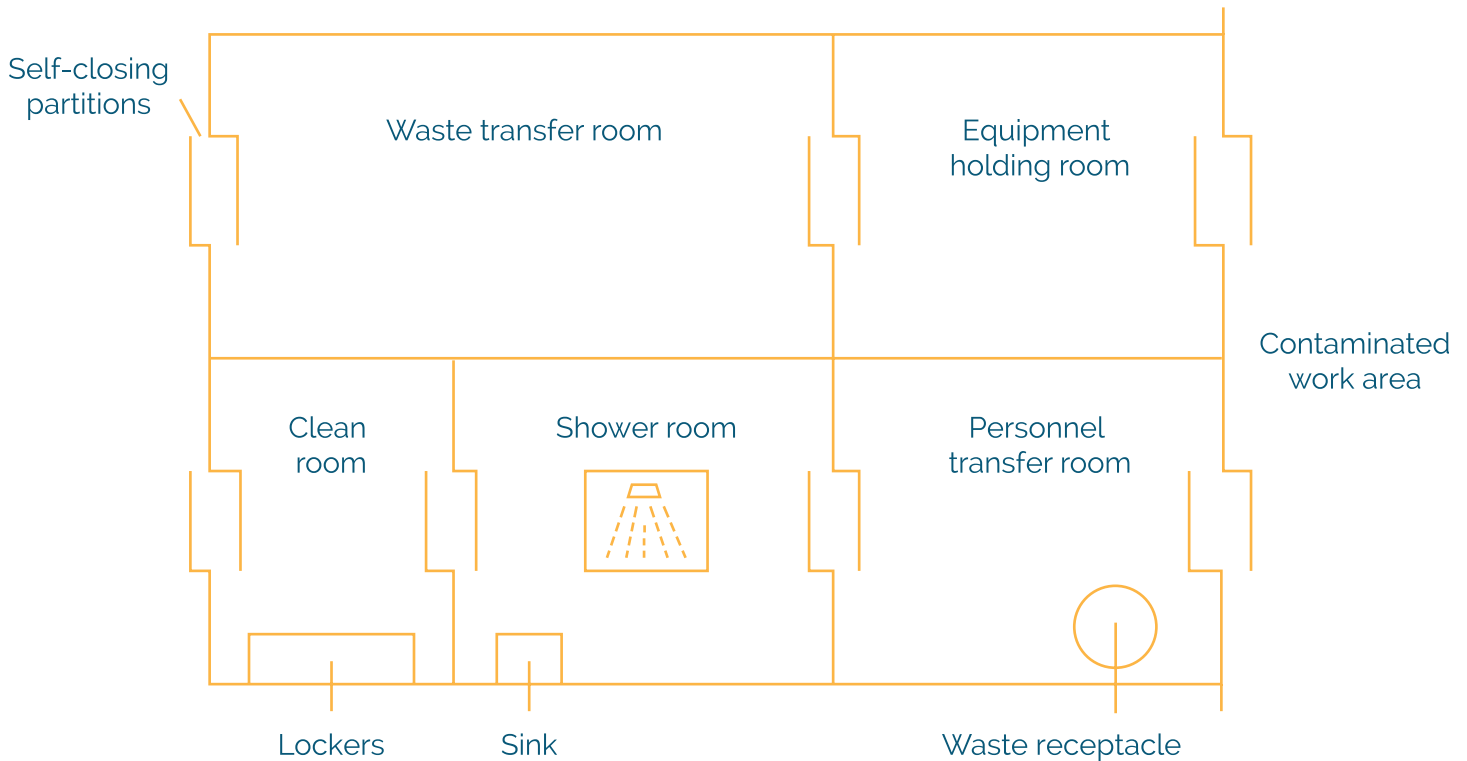 Self-closing
partitions
Waste transfer room
Equipment
holding room
Contaminated
work area
Clean
room
Shower room
Personnel
transfer room
Lockers
Sink
Waste receptacle